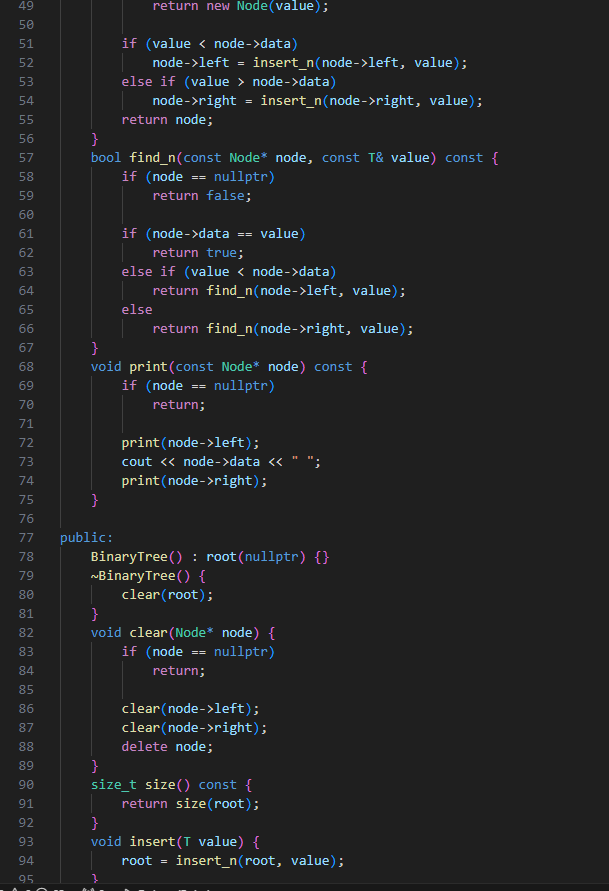 49 return new Node(value);
50
51 if (value < node->data)
52 node->left = insert_n(node->left, value);
53 else if (value > node->data)
54 node->right = insert_n(node->right, value);
55 return node;
56 }
57 bool find_n(const Node* node, const T& value) const {
58 if (node == nullptr)
59 return false;
60
61 if (node->data == value)
62 return true;
63 else if (value < node->data)
64 return find_n(node->left, value);
65 else
66 return find_n(node->right, value);
67 }
68 void print(const Node* node) const {
69 if (node == nullptr)
70 return;
71
72 print(node->left);
73 cout << node->data << " ";
74 print(node->right);
75 }
76
77 public:
78 BinaryTree() : root(nullptr) {}
79 ~BinaryTree() {
80 clear(root);
81 }
82 void clear(Node* node) {
83 if (node == nullptr)
84 return;
85
86 clear(node->left);
87 clear(node->right);
88 delete node;
89 }
90 size_t size() const {
91 return size(root);
92 }
93 void insert(T value) {
94 root = insert_n(root, value);
95 }